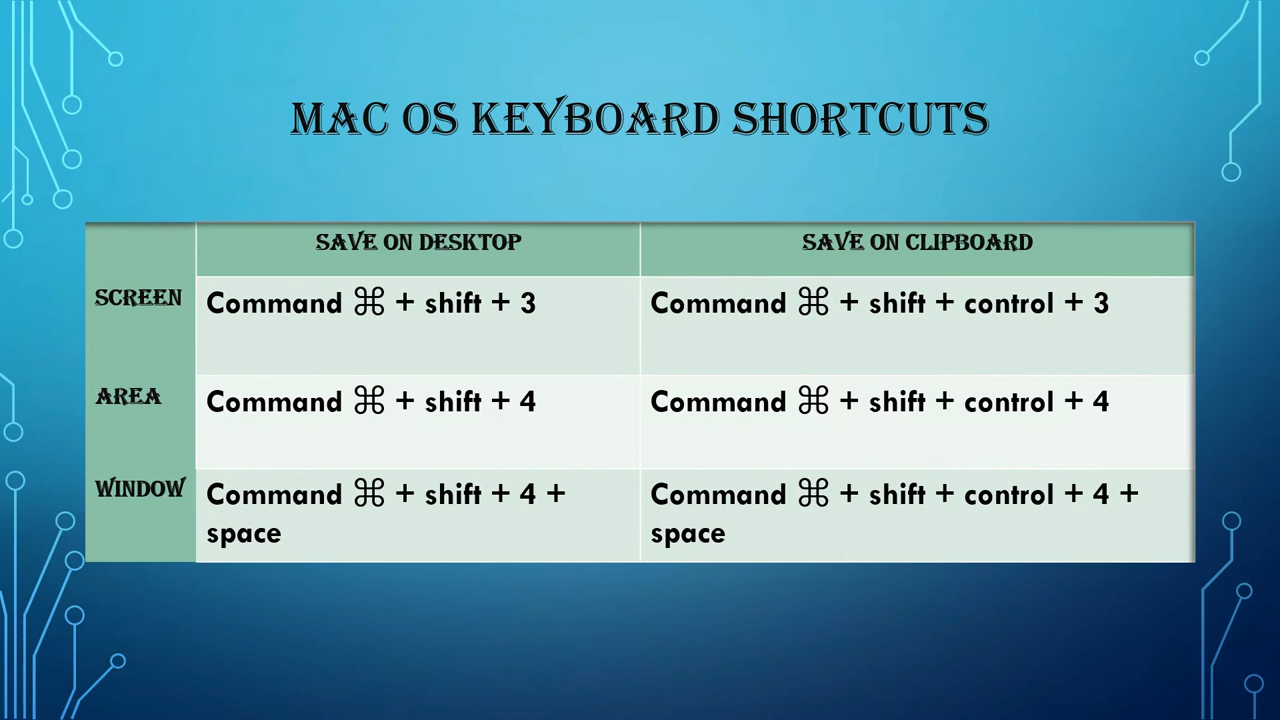 MAC OS KEYBOARD SHORTCUTS
SAVE ON DESKTOP SAVE ON CLIPBOARD
SCREEN Command ⌘ + shift + 3 Command ⌘ + shift + control + 3
AREA Command ⌘ + shift + 4 Command ⌘ + shift + control + 4
WINDOW Command ⌘ + shift + 4 + Command ⌘ + shift + control + 4 +
space space